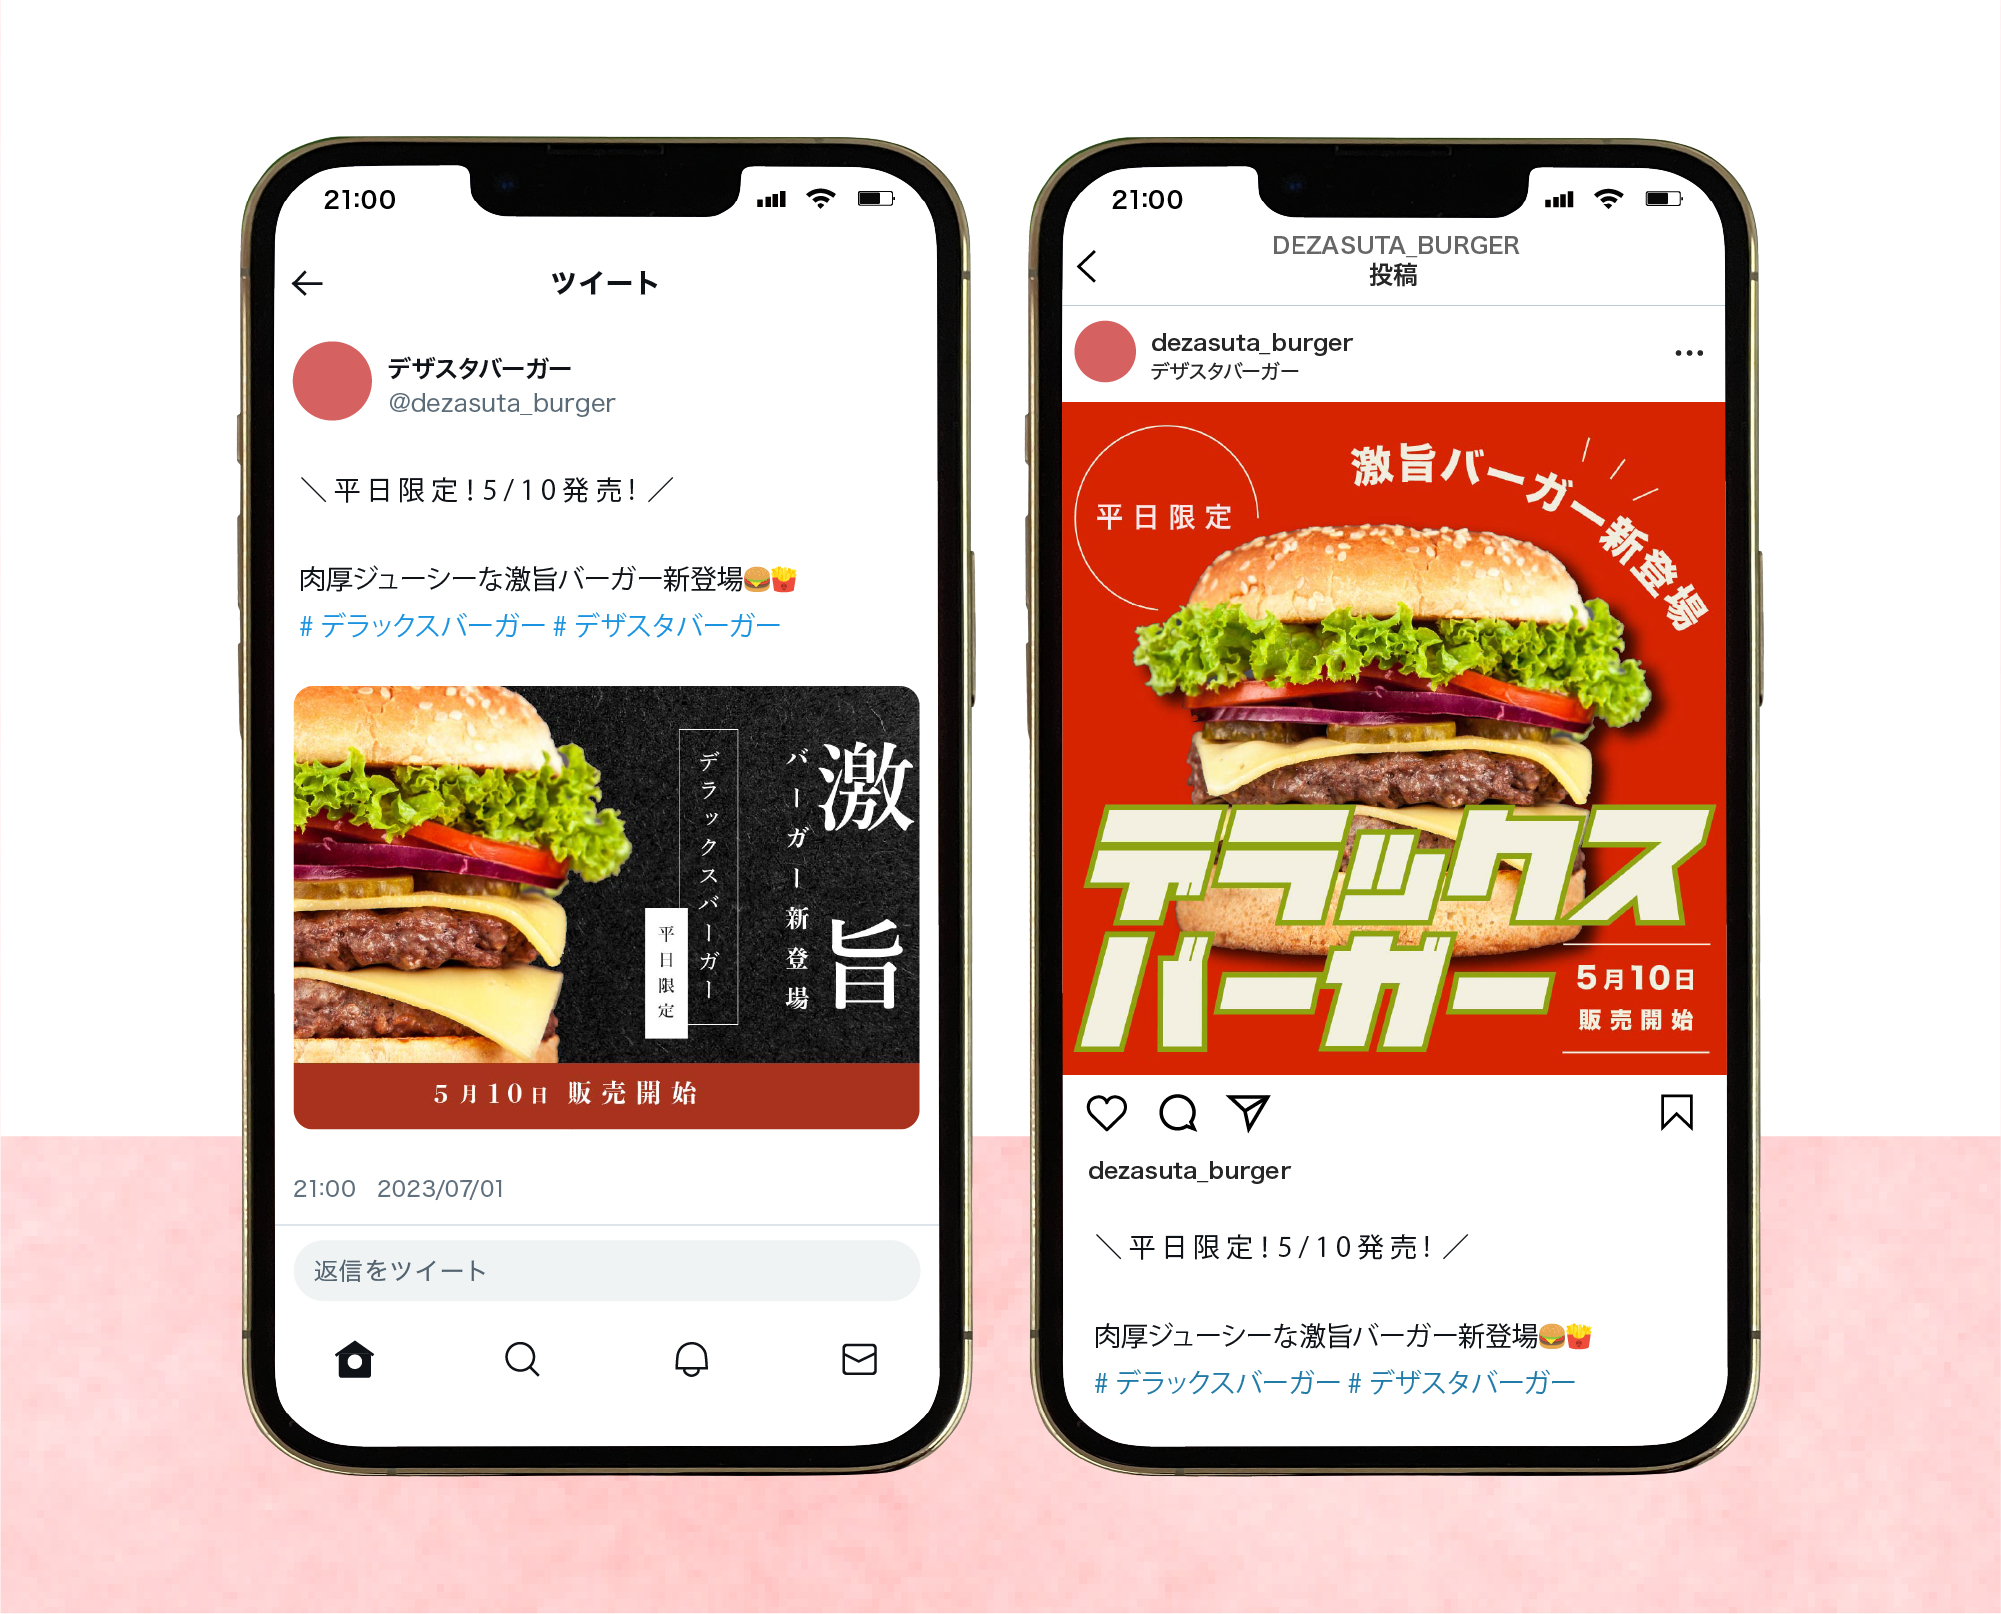 21:00
ツイート
デザスタバーガー
@dezasuta_burger
＼平日限定!5/10発売!／
肉厚ジューシーな激旨バーガー新登場🍔🍟
# デラックスバーガー # デザスタバーガー
激旨
バーガー新登場
デラックスバーガー
平日限定
5月10日 販売開始
21:00 2023/07/01
返信をツイート
21:00
DEZASUTA_BURGER
投稿
dezasuta_burger
デザスタバーガー
平日限定
激旨バーガー新登場
デラックス
バーガー
5月10日
販売開始
dezasuta_burger
＼平日限定!5/10発売!／
肉厚ジューシーな激旨バーガー新登場🍔🍟
# デラックスバーガー # デザスタバーガー